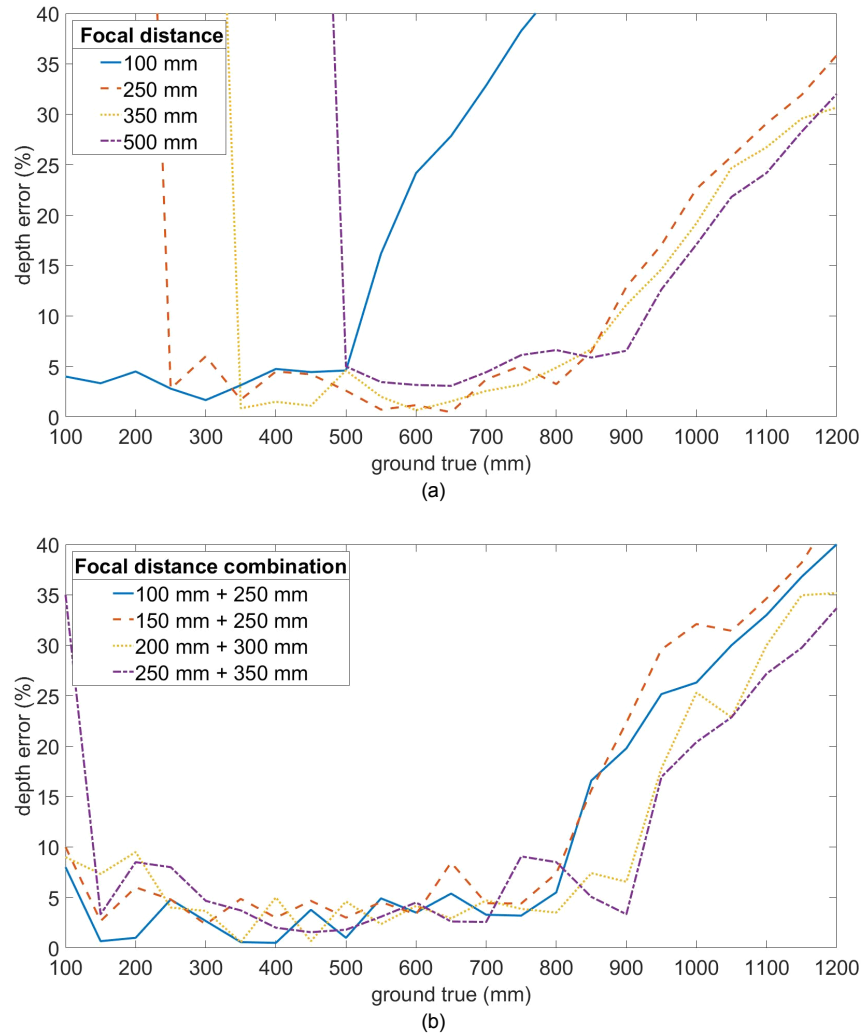 40
35
30
25
20
15
10
5
0
depth error (%)
Focal distance
100 mm
250 mm
350 mm
500 mm
100 200 300 400 500 600 700 800 900 1000 1100 1200
ground true (mm)
(a)
40
35
30
25
20
15
10
5
0
depth error (%)
Focal distance combination
100 mm + 250 mm
150 mm + 250 mm
200 mm + 300 mm
250 mm + 350 mm
100 200 300 400 500 600 700 800 900 1000 1100 1200
ground true (mm)
(b)